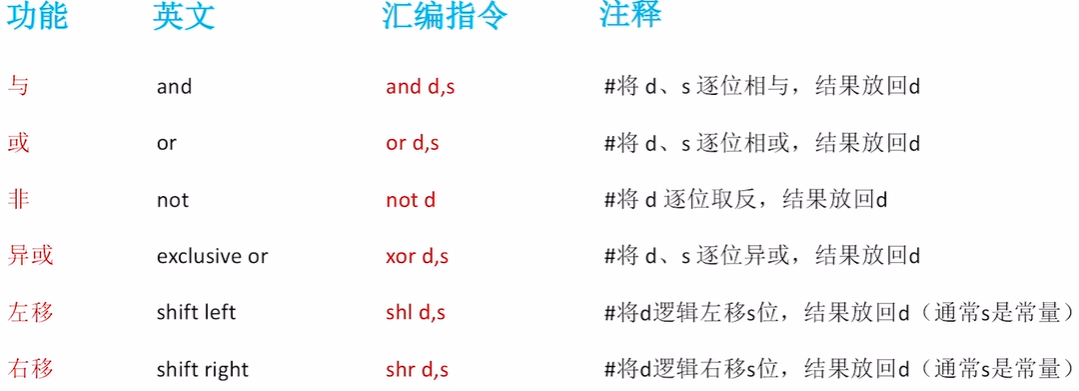 功能 英文 汇编指令 注释
与 and and d,s #将 d、s 逐位相与，结果放回d
或 or or d,s #将 d、s 逐位相或，结果放回d
非 not not d #将 d 逐位取反，结果放回d
异或 exclusive or xor d,s #将 d、s 逐位异或，结果放回d
左移 shift left shl d,s #将d逻辑左移s位，结果放回d（通常s是常量）
右移 shift right shr d,s #将d逻辑右移s位，结果放回d（通常s是常量）